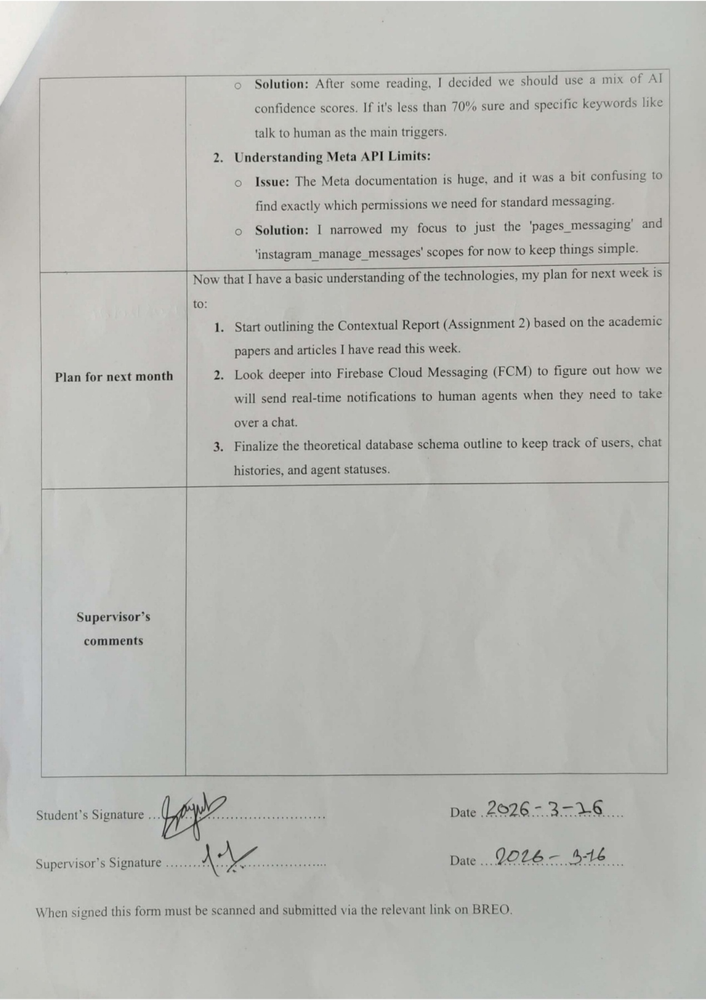 ○ Solution: After some reading, I decided we should use a mix of AI
confidence scores. If it's less than 70% sure and specific keywords like
talk to human as the main triggers.
2. Understanding Meta API Limits:
○ Issue: The Meta documentation is huge, and it was a bit confusing to
find exactly which permissions we need for standard messaging.
○ Solution: I narrowed my focus to just the 'pages_messaging' and
'instagram_manage_messages' scopes for now to keep things simple.
Plan for next month
Now that I have a basic understanding of the technologies, my plan for next week is
to:
1. Start outlining the Contextual Report (Assignment 2) based on the academic
papers and articles I have read this week.
2. Look deeper into Firebase Cloud Messaging (FCM) to figure out how we
will send real-time notifications to human agents when they need to take
over a chat.
3. Finalize the theoretical database schema outline to keep track of users, chat
histories, and agent statuses.
Supervisor's
comments
Student's Signature ............ Date 2026-3-16
Supervisor's Signature ............ Date 2026-3-16
When signed this form must be scanned and submitted via the relevant link on BREO.